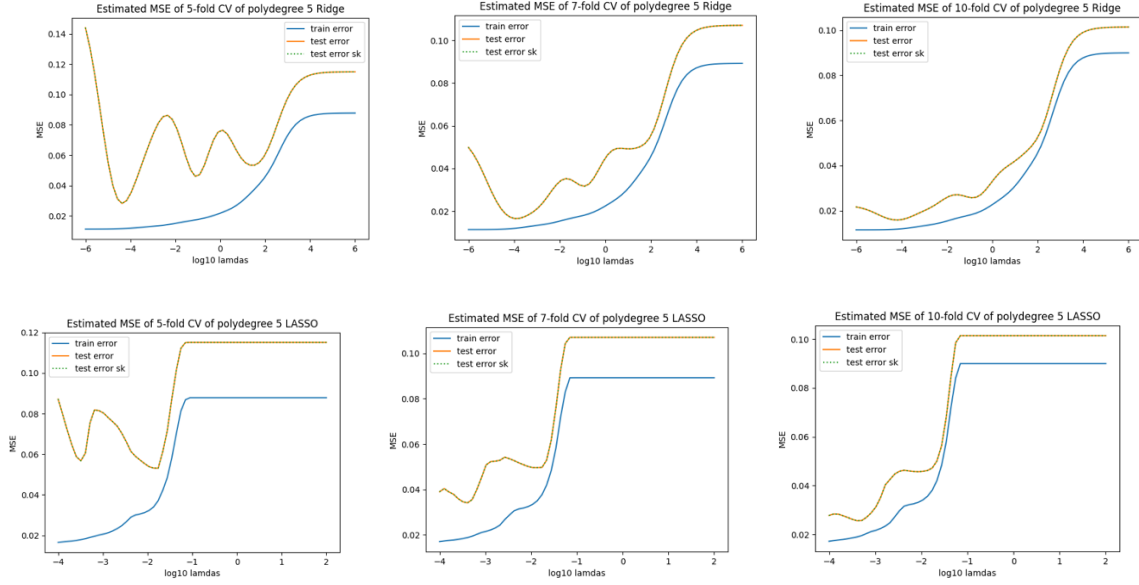 Estimated MSE of 5-fold CV of polydegree 5 Ridge
0.14
0.12
0.10
0.08
0.06
0.04
0.02
MSE
train error
test error
test error sk
−6
−4
−2
0
2
4
6
log10 lamdas
Estimated MSE of 7-fold CV of polydegree 5 Ridge
0.10
0.08
0.06
0.04
0.02
MSE
train error
test error
test error sk
−6
−4
−2
0
2
4
6
log10 lamdas
Estimated MSE of 10-fold CV of polydegree 5 Ridge
0.10
0.08
0.06
0.04
0.02
MSE
train error
test error
test error sk
−6
−4
−2
0
2
4
6
log10 lamdas
Estimated MSE of 5-fold CV of polydegree 5 LASSO
0.12
0.10
0.08
0.06
0.04
0.02
MSE
train error
test error
test error sk
−4
−3
−2
−1
0
1
2
log10 lamdas
Estimated MSE of 7-fold CV of polydegree 5 LASSO
0.10
0.08
0.06
0.04
0.02
MSE
train error
test error
test error sk
−4
−3
−2
−1
0
1
2
log10 lamdas
Estimated MSE of 10-fold CV of polydegree 5 LASSO
0.10
0.08
0.06
0.04
0.02
MSE
train error
test error
test error sk
−4
−3
−2
−1
0
1
2
log10 lamdas